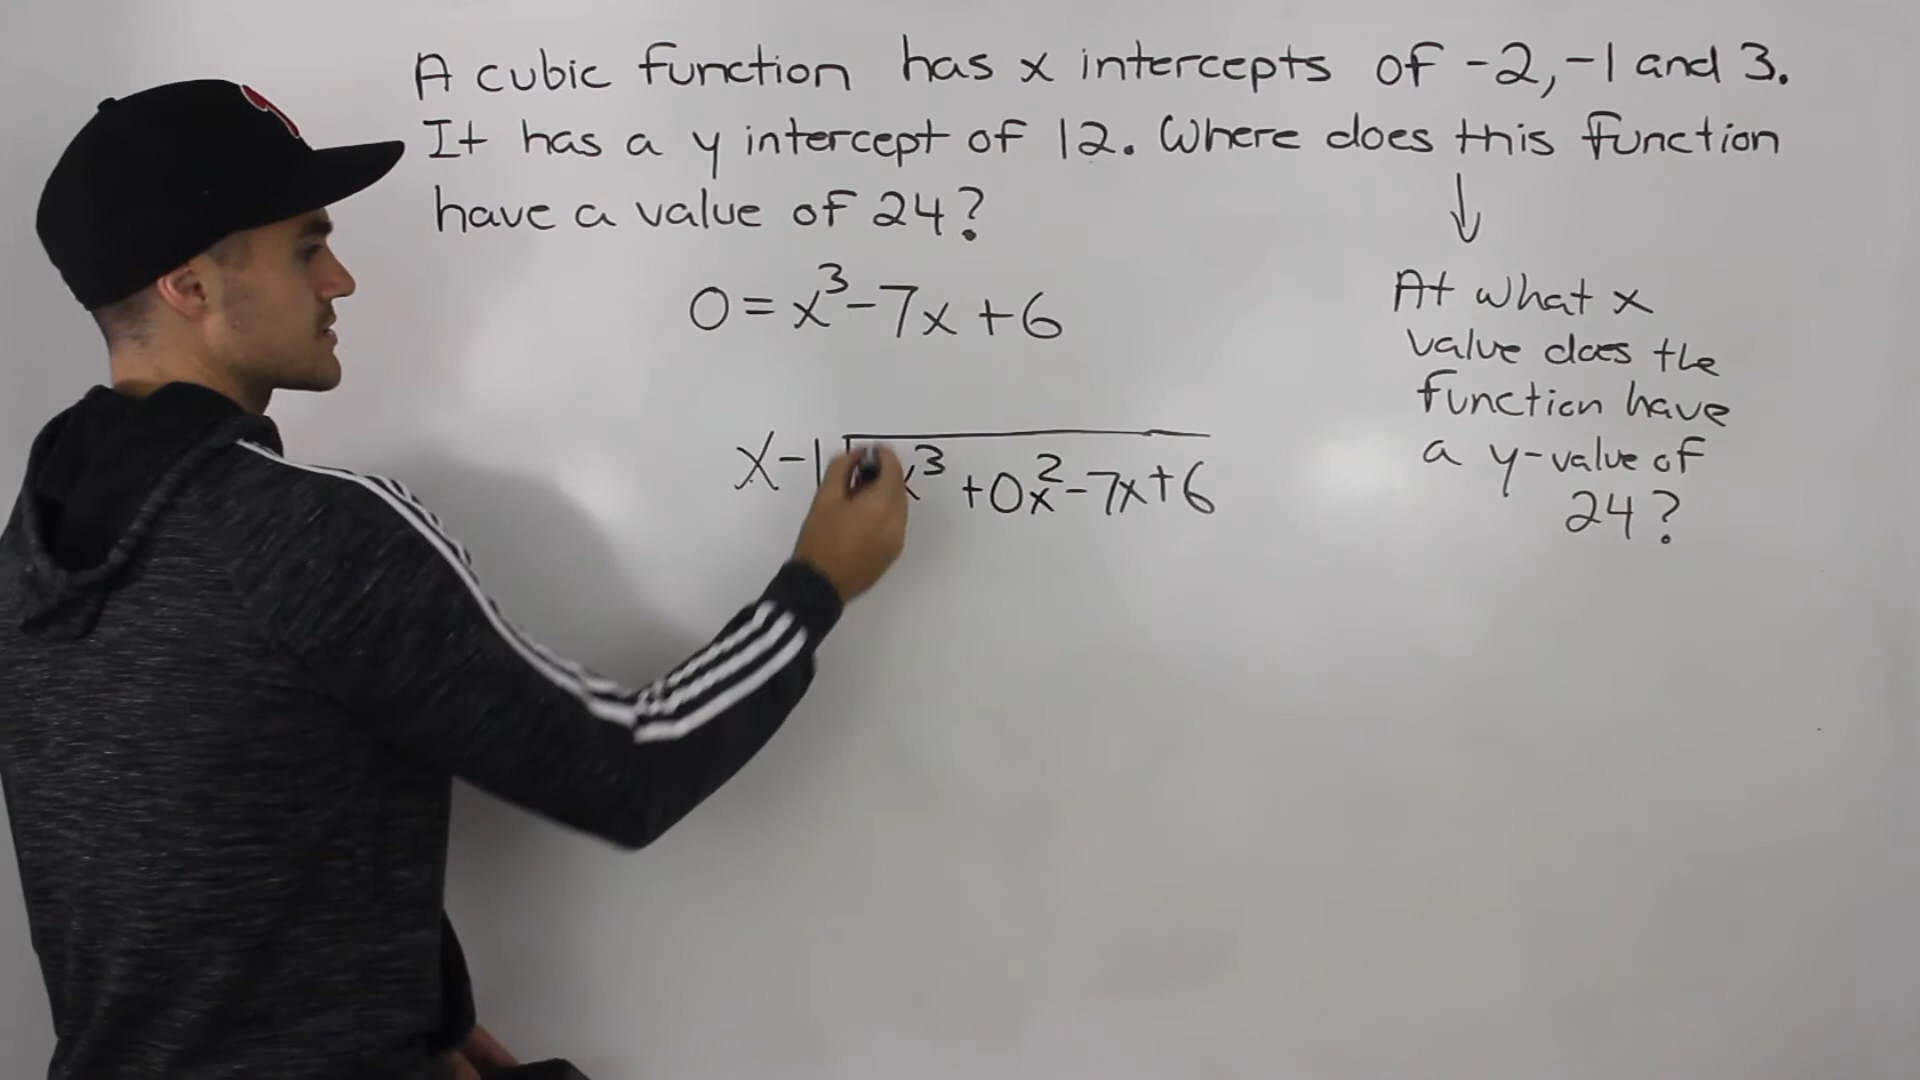 A cubic function has x intercepts of -2, -1 and 3.
It has a y intercept of 12. Where does this function
have a value of 24?
0 = x³ - 7x + 6
x - 1 x³ + 0x² - 7x + 6
At what x
value does the
function have
a y-value of
24?